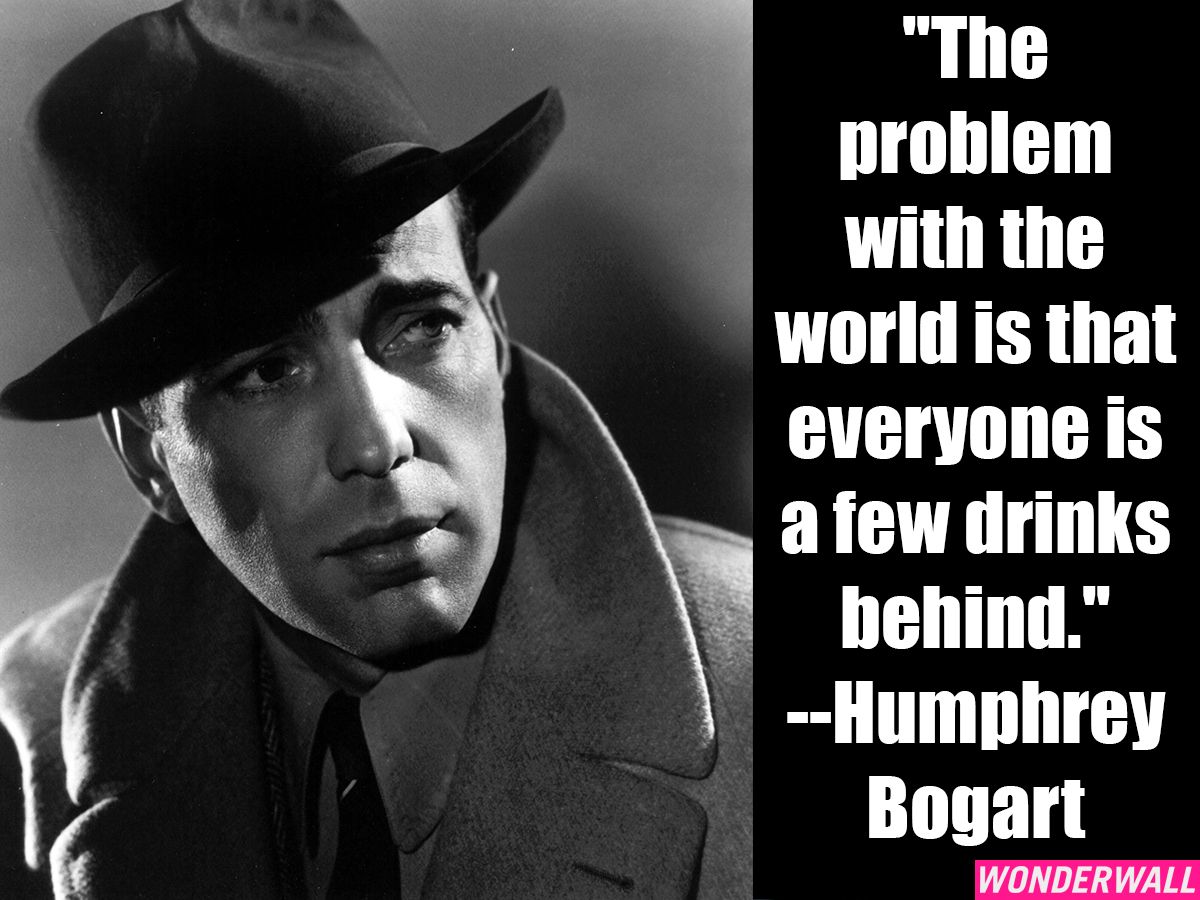 "The
problem
with the
world is that
everyone is
a few drinks
behind."
--Humphrey
Bogart
WONDERWALL